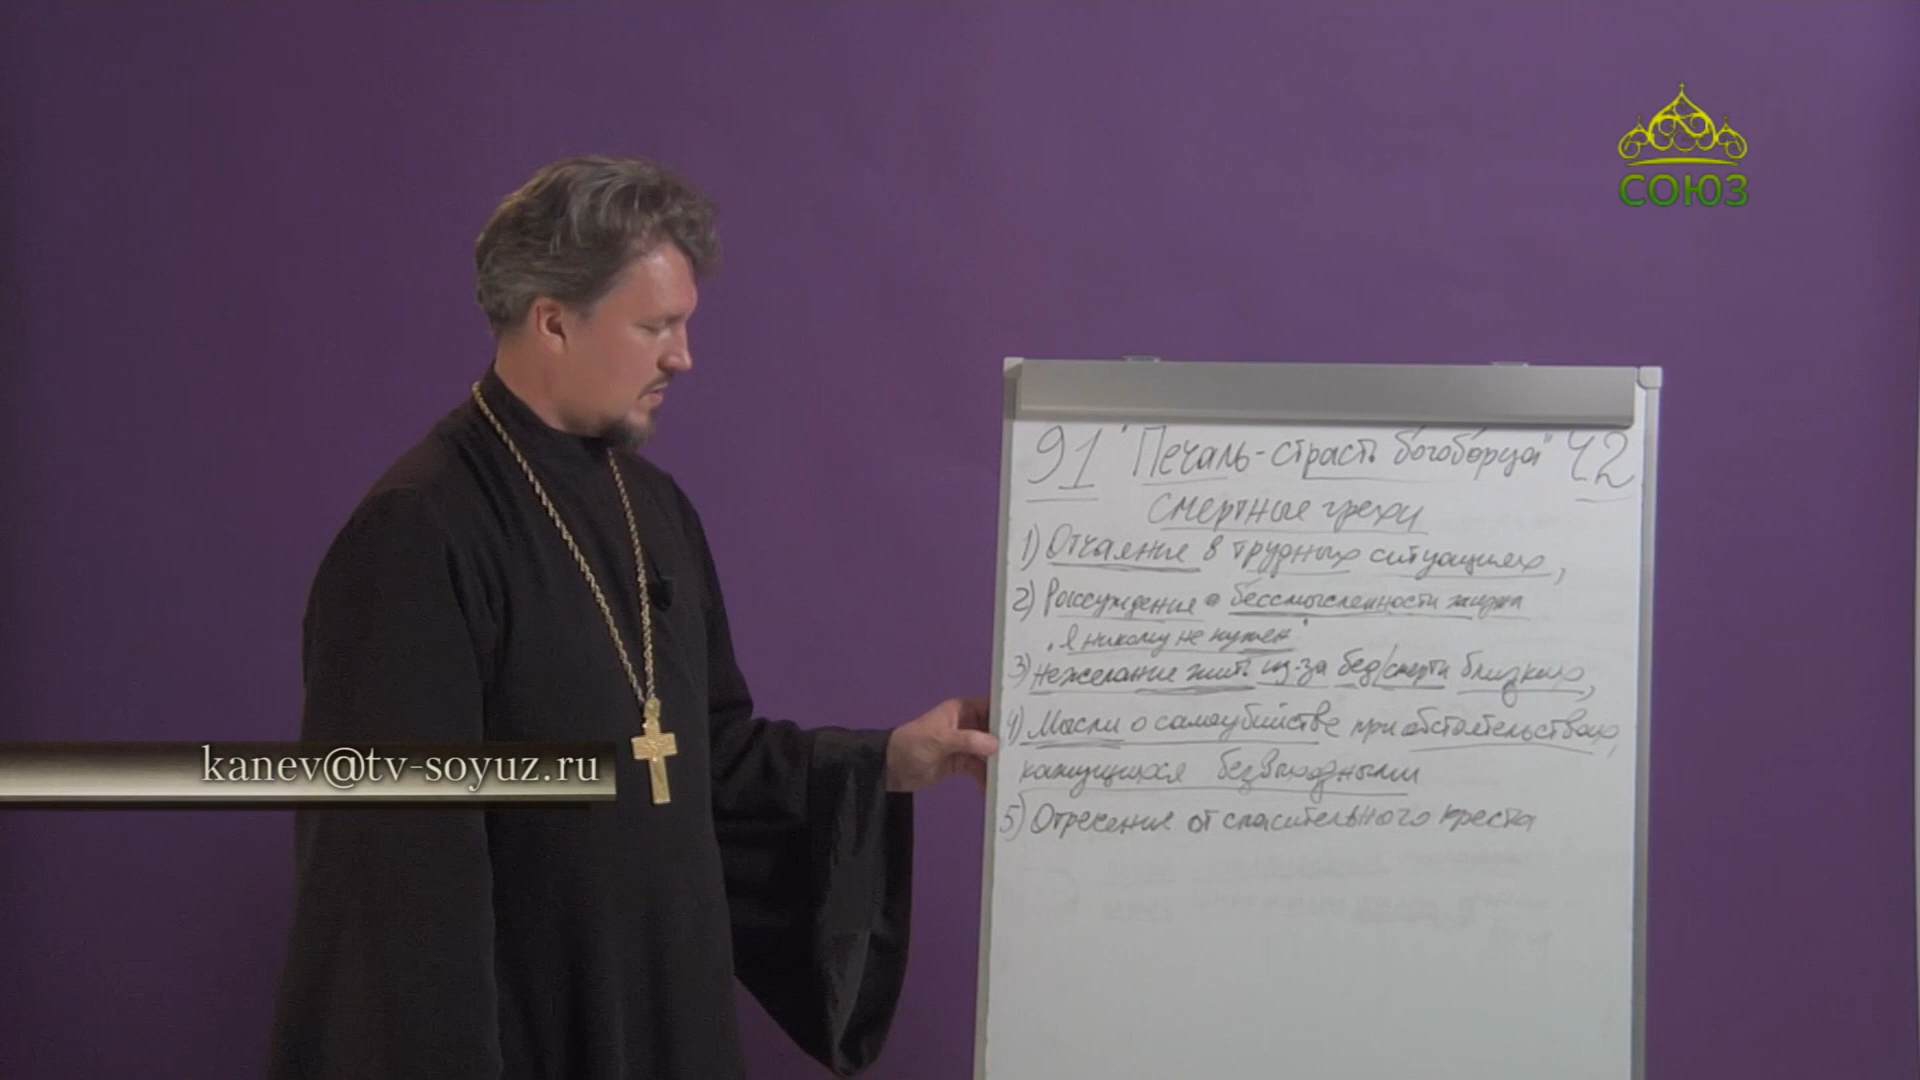 СОЮЗ
91 "Печаль-страсть богоборца" Ч2
смертные грехи
1) Отчаяние в трудных ситуациях,
2) Рассуждение о бессмысленности жизни
"Я никому не нужен"
3) Нежелание жить из-за бед/смерти близких,
4) Мысли о самоубийстве при обстоятельствах,
кажущихся безвыходными
5) Отречение от спасительного креста
kanev@tv-soyuz.ru